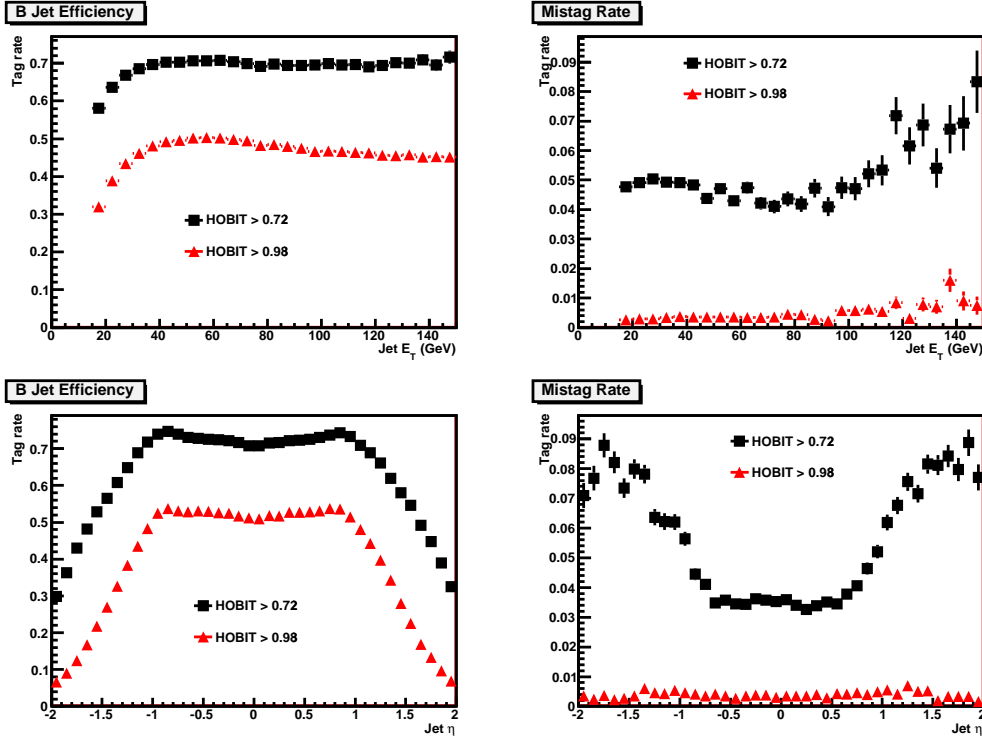 B Jet Efficiency
Tag rate
0.7
0.6
0.5
0.4
0.3
0.2
0.1
0
HOBIT > 0.72
HOBIT > 0.98
0 20 40 60 80 100 120 140
Jet E_T (GeV)
Mistag Rate
Tag rate
0.09
0.08
0.07
0.06
0.05
0.04
0.03
0.02
0.01
0
HOBIT > 0.72
HOBIT > 0.98
0 20 40 60 80 100 120 140
Jet E_T (GeV)
B Jet Efficiency
Tag rate
0.7
0.6
0.5
0.4
0.3
0.2
0.1
0
HOBIT > 0.72
HOBIT > 0.98
-2 -1.5 -1 -0.5 0 0.5 1 1.5 2
Jet η
Mistag Rate
Tag rate
0.09
0.08
0.07
0.06
0.05
0.04
0.03
0.02
0.01
0
HOBIT > 0.72
HOBIT > 0.98
-2 -1.5 -1 -0.5 0 0.5 1 1.5 2
Jet η